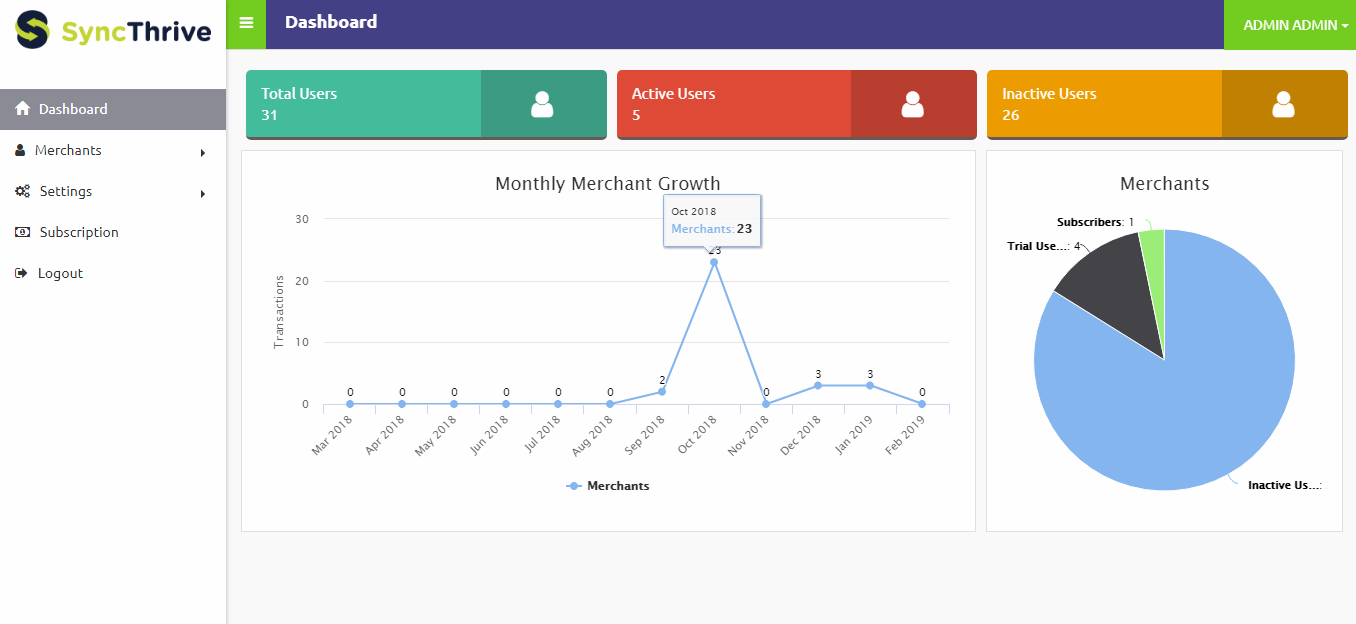 SyncThrive
Dashboard
ADMIN ADMIN
Dashboard
Merchants
Settings
Subscription
Logout
Total Users
31
Active Users
5
Inactive Users
26
Monthly Merchant Growth
Oct 2018
Merchants: 23
Transactions
30
20
10
0
0
0
0
0
0
0
2
23
0
3
3
0
Mar 2018
Apr 2018
May 2018
Jun 2018
Jul 2018
Aug 2018
Sep 2018
Oct 2018
Nov 2018
Dec 2018
Jan 2019
Feb 2019
Merchants
Merchants
Subscribers: 1
Trial Use...: 4
Inactive Us...: